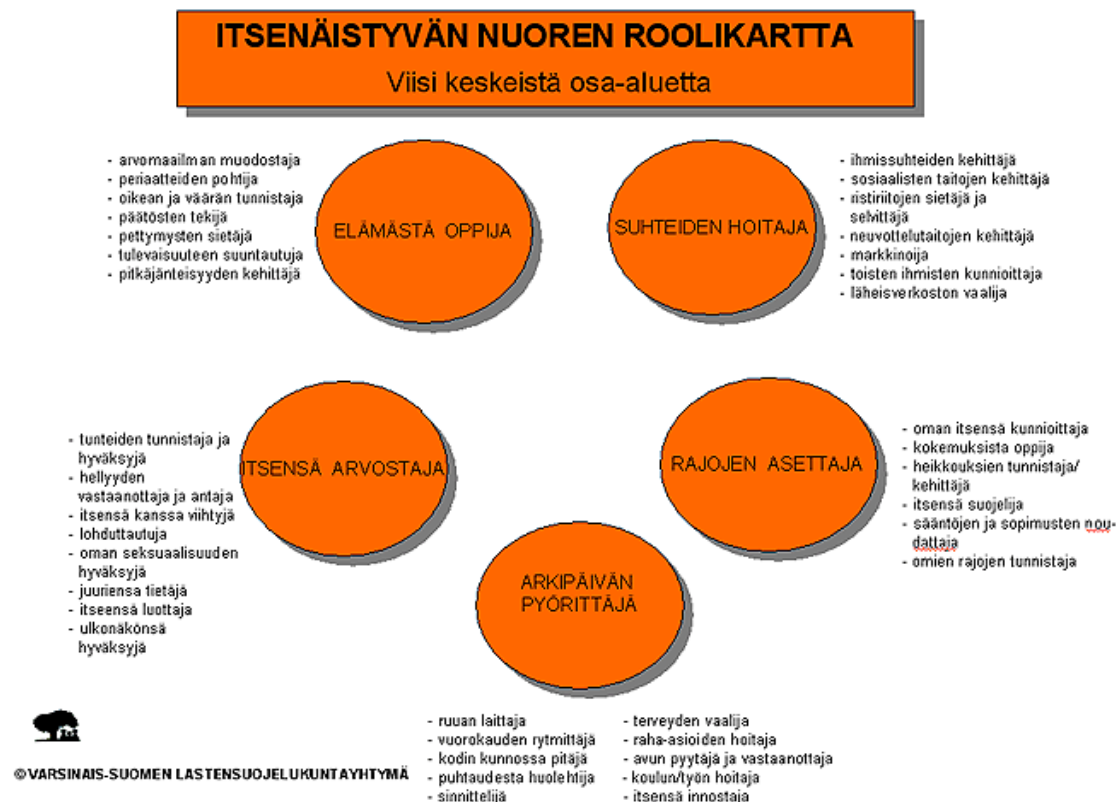 ITSENÄISTYVÄN NUOREN ROOLIKARTTA
Viisi keskeistä osa-aluetta
- arvomaailman muodostaja
- periaatteiden pohtija
- oikean ja väärän tunnistaja
- päätösten tekijä
- pettymysten sietäjä
- tulevaisuuteen suuntautuja
- pitkäjänteisyyden kehittäjä
ELÄMÄSTÄ OPPIJA
SUHTEIDEN HOITAJA
- ihmissuhteiden kehittäjä
- sosiaalisten taitojen kehittäjä
- ristiriitojen sietäjä ja
selvittäjä
- neuvottelutaitojen kehittäjä
- markkinoija
- toisten ihmisten kunnioittaja
- läheisverkoston vaalija
- tunteiden tunnistaja ja
hyväksyjä
- hellyyden
vastaanottaja ja antaja
- itsensä kanssa viihtyjä
- lohduttautuja
- oman seksuaalisuuden
hyväksyjä
- juuriensa tietäjä
- itseensä luottaja
- ulkonäkönsä
hyväksyjä
ITSENSÄ ARVOSTAJA
RAJOJEN ASETTAJA
- oman itsensä kunnioittaja
- kokemuksista oppija
- heikkouksien tunnistaja/
kehittäjä
- itsensä suojelija
- sääntöjen ja sopimusten nou-
dattaja
- omien rajojen tunnistaja
ARKIPÄIVÄN
PYÖRITTÄJÄ
- ruuan laittaja
- vuorokauden rytmittäjä
- kodin kunnossa pitäjä
- puhtaudesta huolehtija
- sinnittelijä
- terveyden vaalija
- raha-asioiden hoitaja
- avun pyytäjä ja vastaanottaja
- koulun/työn hoitaja
- itsensä innostaja
© VARSINAIS-SUOMEN LASTENSUOJELUKUNTAYHTYMÄ